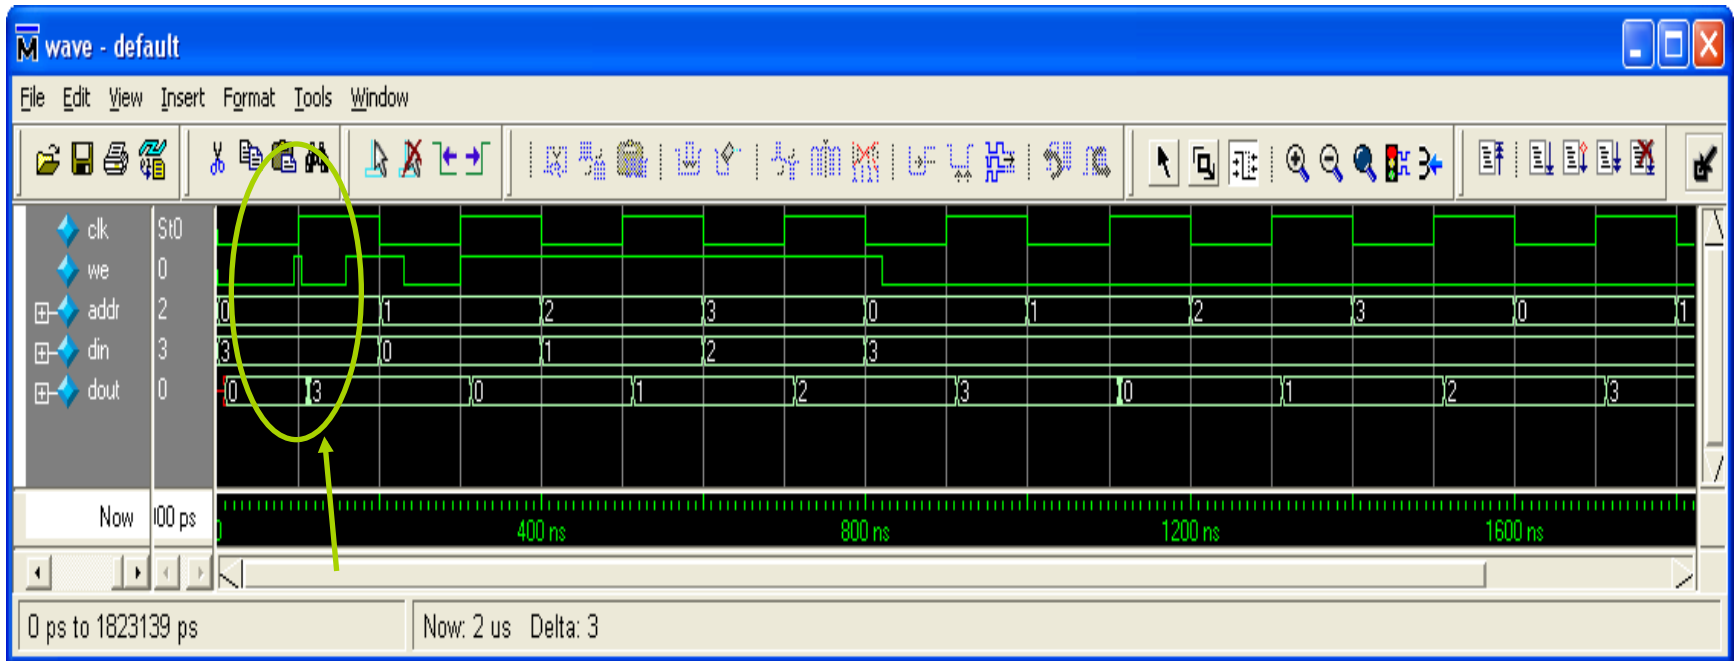 wave - default
File Edit View Insert Format Tools Window
clk St0
we 0
addr 2 0 1 2 3 0 1 2 3 0 1
din 3 3 0 1 2 3
dout 0 0 3 0 1 2 3 0 1 2 3
Now 00 ps 0 400 ns 800 ns 1200 ns 1600 ns
0 ps to 1823139 ps Now: 2 us Delta: 3